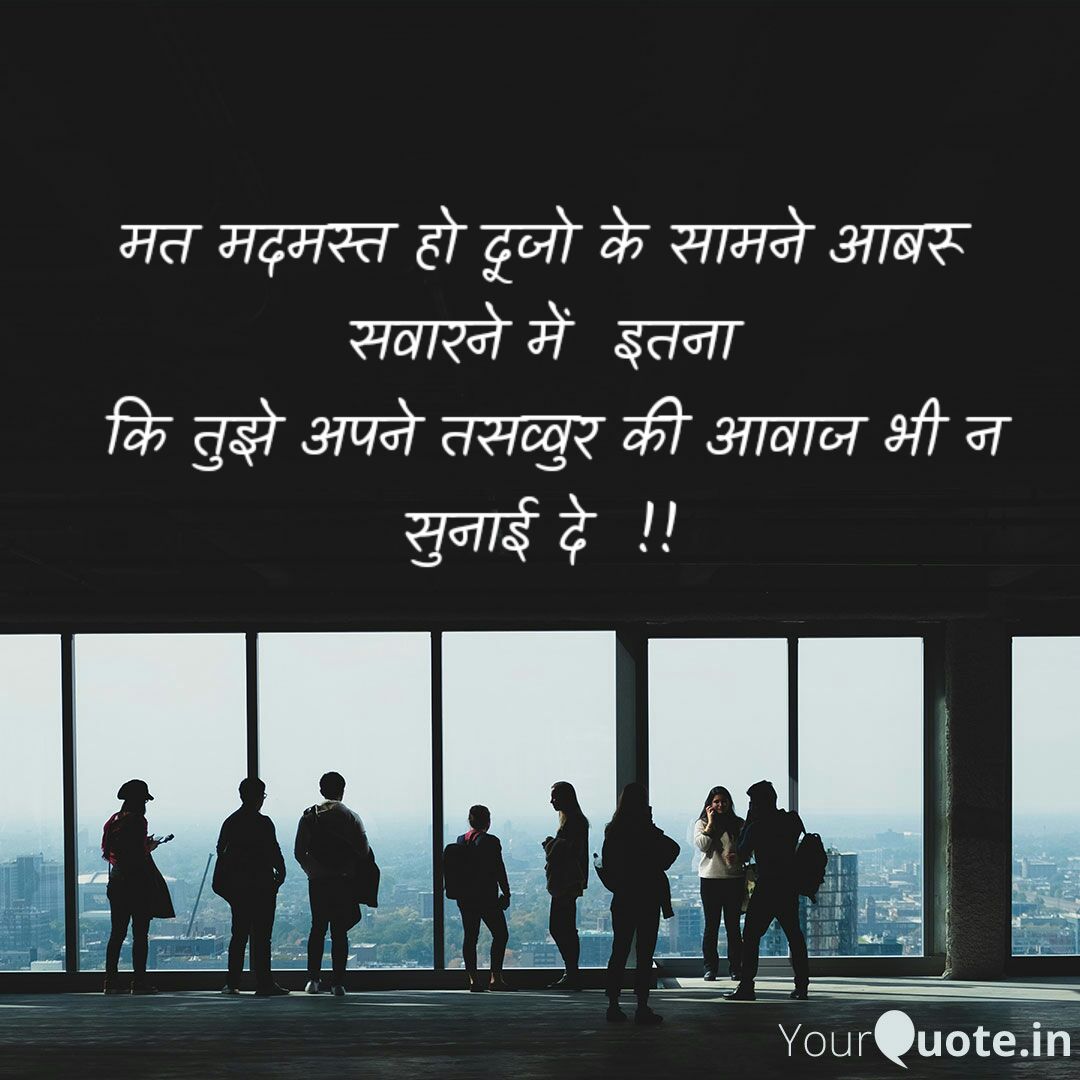 मत मदमस्त हो दूजो के सामने आबरू
सवारने में इतना
कि तुझे अपने तसव्वुर की आवाज भी न
सुनाई दे !!
YourQuote.in